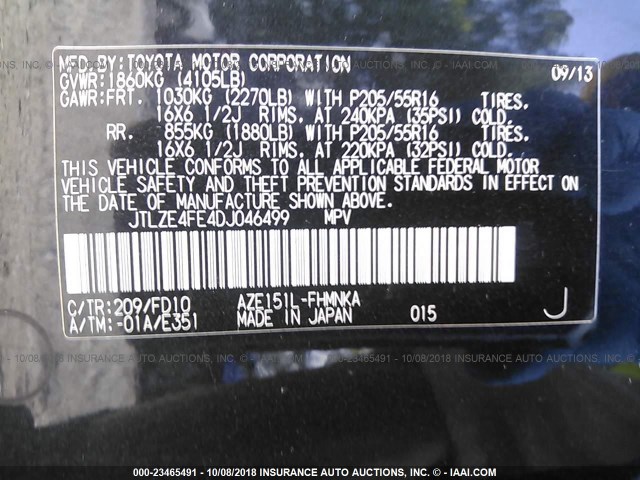 MFD.BY:TOYOTA MOTOR CORPORATION 09/13
GVWR:1860KG (4105LB)
GAWR:FRT. 1030KG (2270LB) WITH P205/55R16 TIRES.
16X6 1/2J RIMS. AT 240KPA (35PSI) COLD.
RR. 855KG (1880LB) WITH P205/55R16 TIRES.
16X6 1/2J RIMS. AT 220KPA (32PSI) COLD.
THIS VEHICLE CONFORMS TO ALL APPLICABLE FEDERAL MOTOR
VEHICLE SAFETY AND THEFT PREVENTION STANDARDS IN EFFECT ON
THE DATE OF MANUFACTURE SHOWN ABOVE.
JTLZE4FE4DJ046499 MPV
C/TR:209/FD10 AZE151L-FHMNKA
A/TM:-01A/E351 MADE IN JAPAN 015 J
000-23465491 - 10/08/2018 INSURANCE AUTO AUCTIONS, INC. - © IAAI.COM